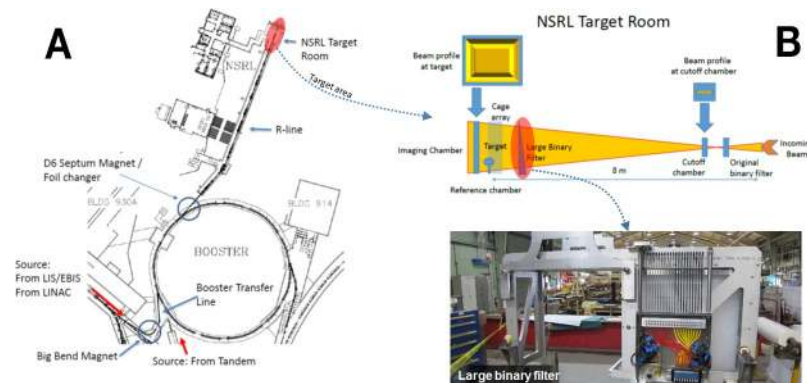 A
NSRL Target
Room
NSRL
Target area
R-line
D6 Septum Magnet /
Foil changer
BLDG 930A
BLDG 914
BOOSTER
Source:
From LIS/EBIS
From LINAC
Booster Transfer
Line
Big Bend Magnet
Source: From Tandem
NSRL Target Room
B
Beam profile
at target
Beam profile
at cutoff chamber
Cage
array
Imaging Chamber
Target
Large Binary
Filter
Incomin
Beam
Reference chamber
8 m
Cutoff
chamber
Original
binary filter
Large binary filter